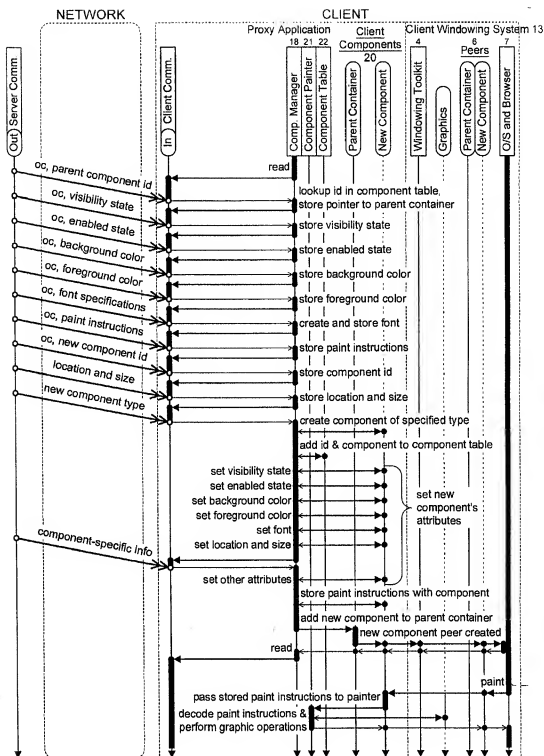 NETWORK
CLIENT
Proxy Application
Client Components 20
Client Windowing System 13
18 21 22
4
6 Peers
7
Out Server Comm
In Client Comm.
Comp. Manager
Component Painter
Component Table
Parent Container
New Component
Windowing Toolkit
Graphics
Parent Container
New Component
O/S and Browser
read
oc, parent component id
lookup id in component table,
store pointer to parent container
oc, visibility state
store visibility state
oc, enabled state
store enabled state
oc, background color
store background color
oc, foreground color
store foreground color
oc, font specifications
create and store font
oc, paint instructions
store paint instructions
oc, new component id
store component id
location and size
store location and size
new component type
create component of specified type
add id & component to component table
set visibility state
set enabled state
set background color
set foreground color
set font
set location and size
set new
component's
attributes
component-specific info
set other attributes
store paint instructions with component
add new component to parent container
new component peer created
read
paint
pass stored paint instructions to painter
decode paint instructions &
perform graphic operations